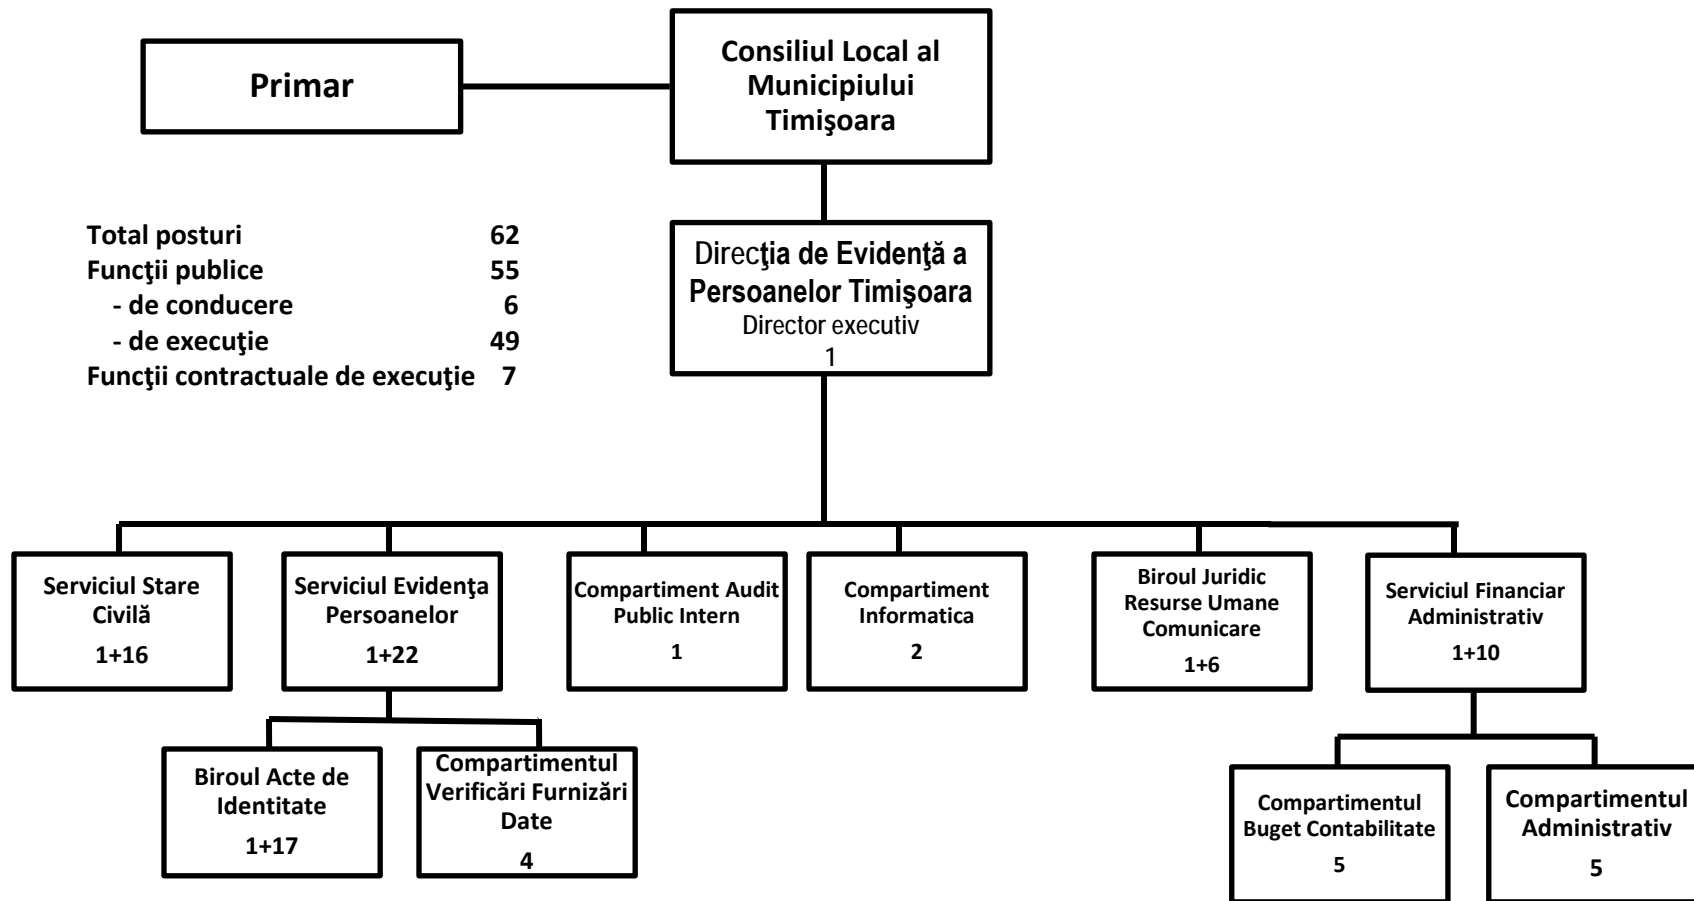 Primar
Consiliul Local al
Municipiului
Timişoara
Total posturi 62
Funcţii publice 55
- de conducere 6
- de execuţie 49
Funcţii contractuale de execuţie 7
Direcţia de Evidenţă a
Persoanelor Timişoara
Director executiv
1
Serviciul Stare
Civilă
1+16
Serviciul Evidenţa
Persoanelor
1+22
Compartiment Audit
Public Intern
1
Compartiment
Informatica
2
Biroul Juridic
Resurse Umane
Comunicare
1+6
Serviciul Financiar
Administrativ
1+10
Biroul Acte de
Identitate
1+17
Compartimentul
Verificări Furnizări
Date
4
Compartimentul
Buget Contabilitate
5
Compartimentul
Administrativ
5